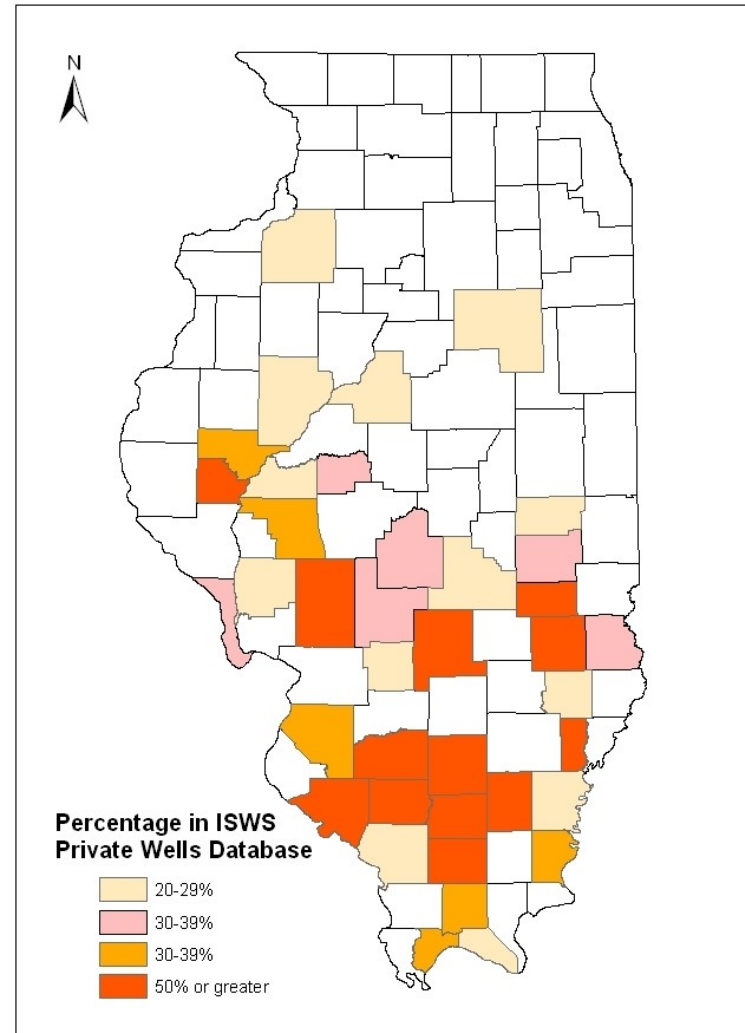 N
Percentage in ISWS
Private Wells Database
20-29%
30-39%
30-39%
50% or greater